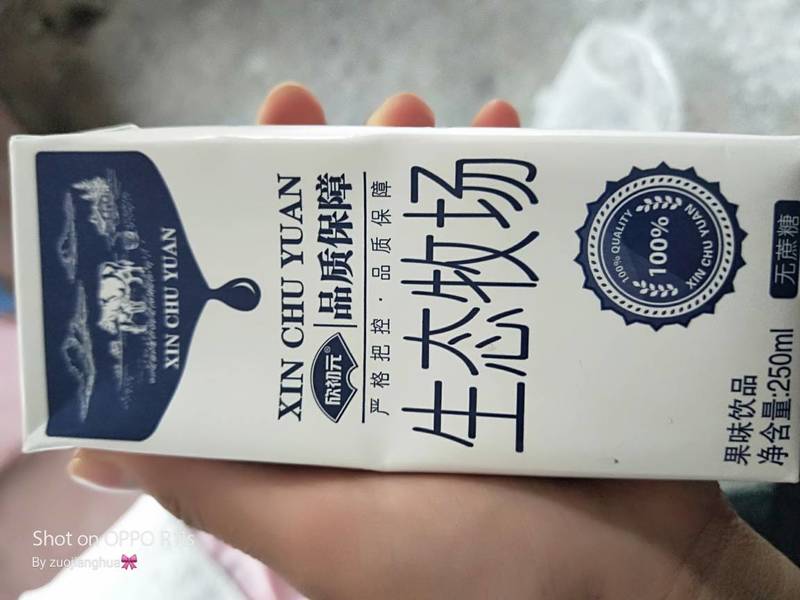 XIN CHU YUAN
XIN CHU YUAN
欣初元® 品质保障
严格把控·品质保障
生态牧场
100% QUALITY
100%
XIN CHU YUAN
无蔗糖
果味饮品
净含量:250ml
Shot on OPPO R11s
By zuojianghua🎀